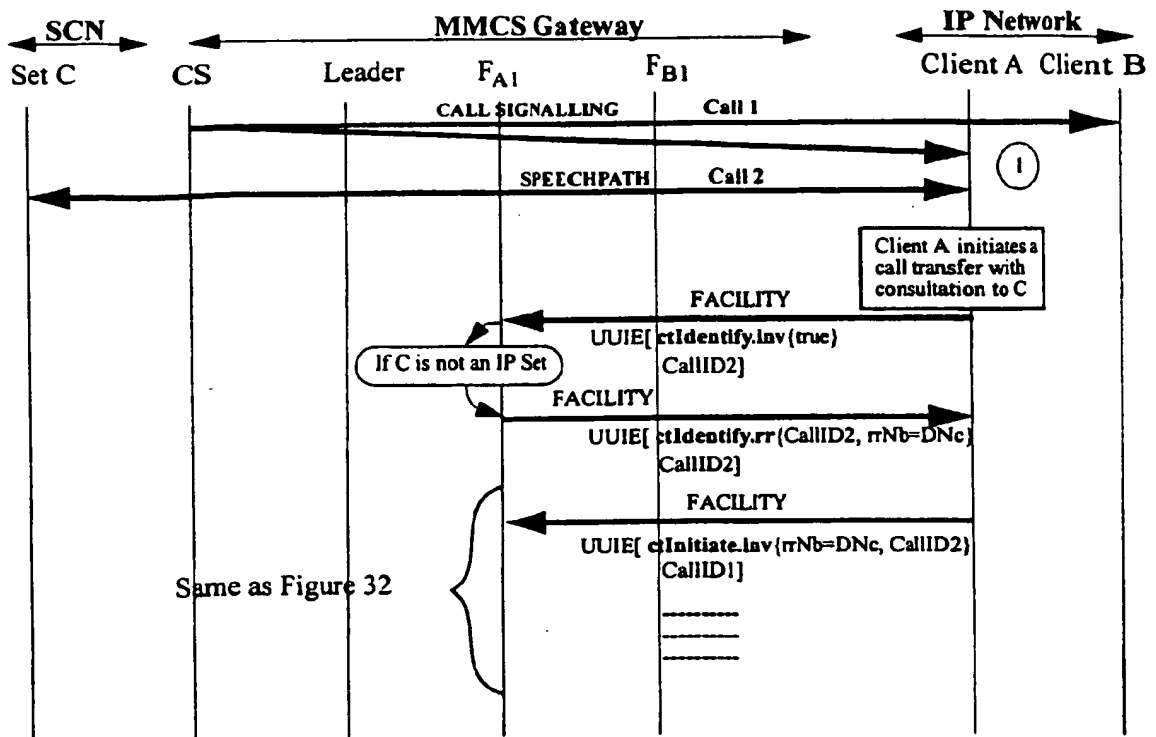 SCN MMCS Gateway IP Network
Set C CS Leader FA1 FB1 Client A Client B
CALL SIGNALLING Call 1
1
SPEECHPATH Call 2
Client A initiates a
call transfer with
consultation to C
FACILITY
UUIE[ ctIdentify.inv{true}
CallID2]
If C is not an IP Set
FACILITY
UUIE[ ctIdentify.rr{CallID2, rrNb=DNc}
CallID2]
FACILITY
UUIE[ ctInitiate.inv{rrNb=DNc, CallID2}
CallID1]
Same as Figure 32